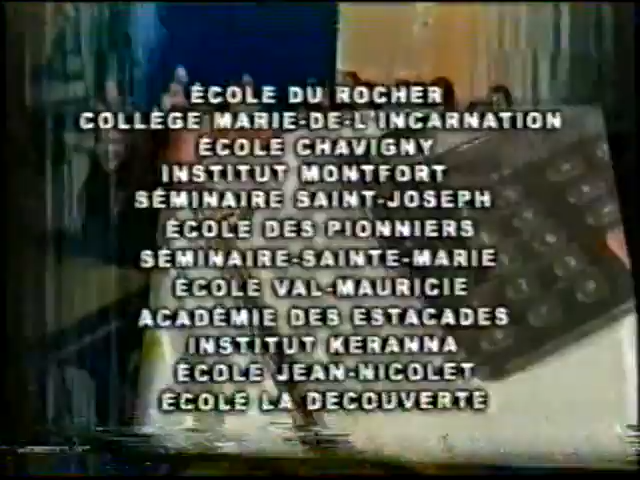 ÉCOLE DU ROCHER
COLLÈGE MARIE-DE-L'INCARNATION
ÉCOLE CHAVIGNY
INSTITUT MONTFORT
SÉMINAIRE SAINT-JOSEPH
ÉCOLE DES PIONNIERS
SÉMINAIRE-SAINTE-MARIE
ÉCOLE VAL-MAURICIE
ACADÉMIE DES ESTACADES
INSTITUT KERANNA
ÉCOLE JEAN-NICOLET
ÉCOLE LA DECOUVERTE